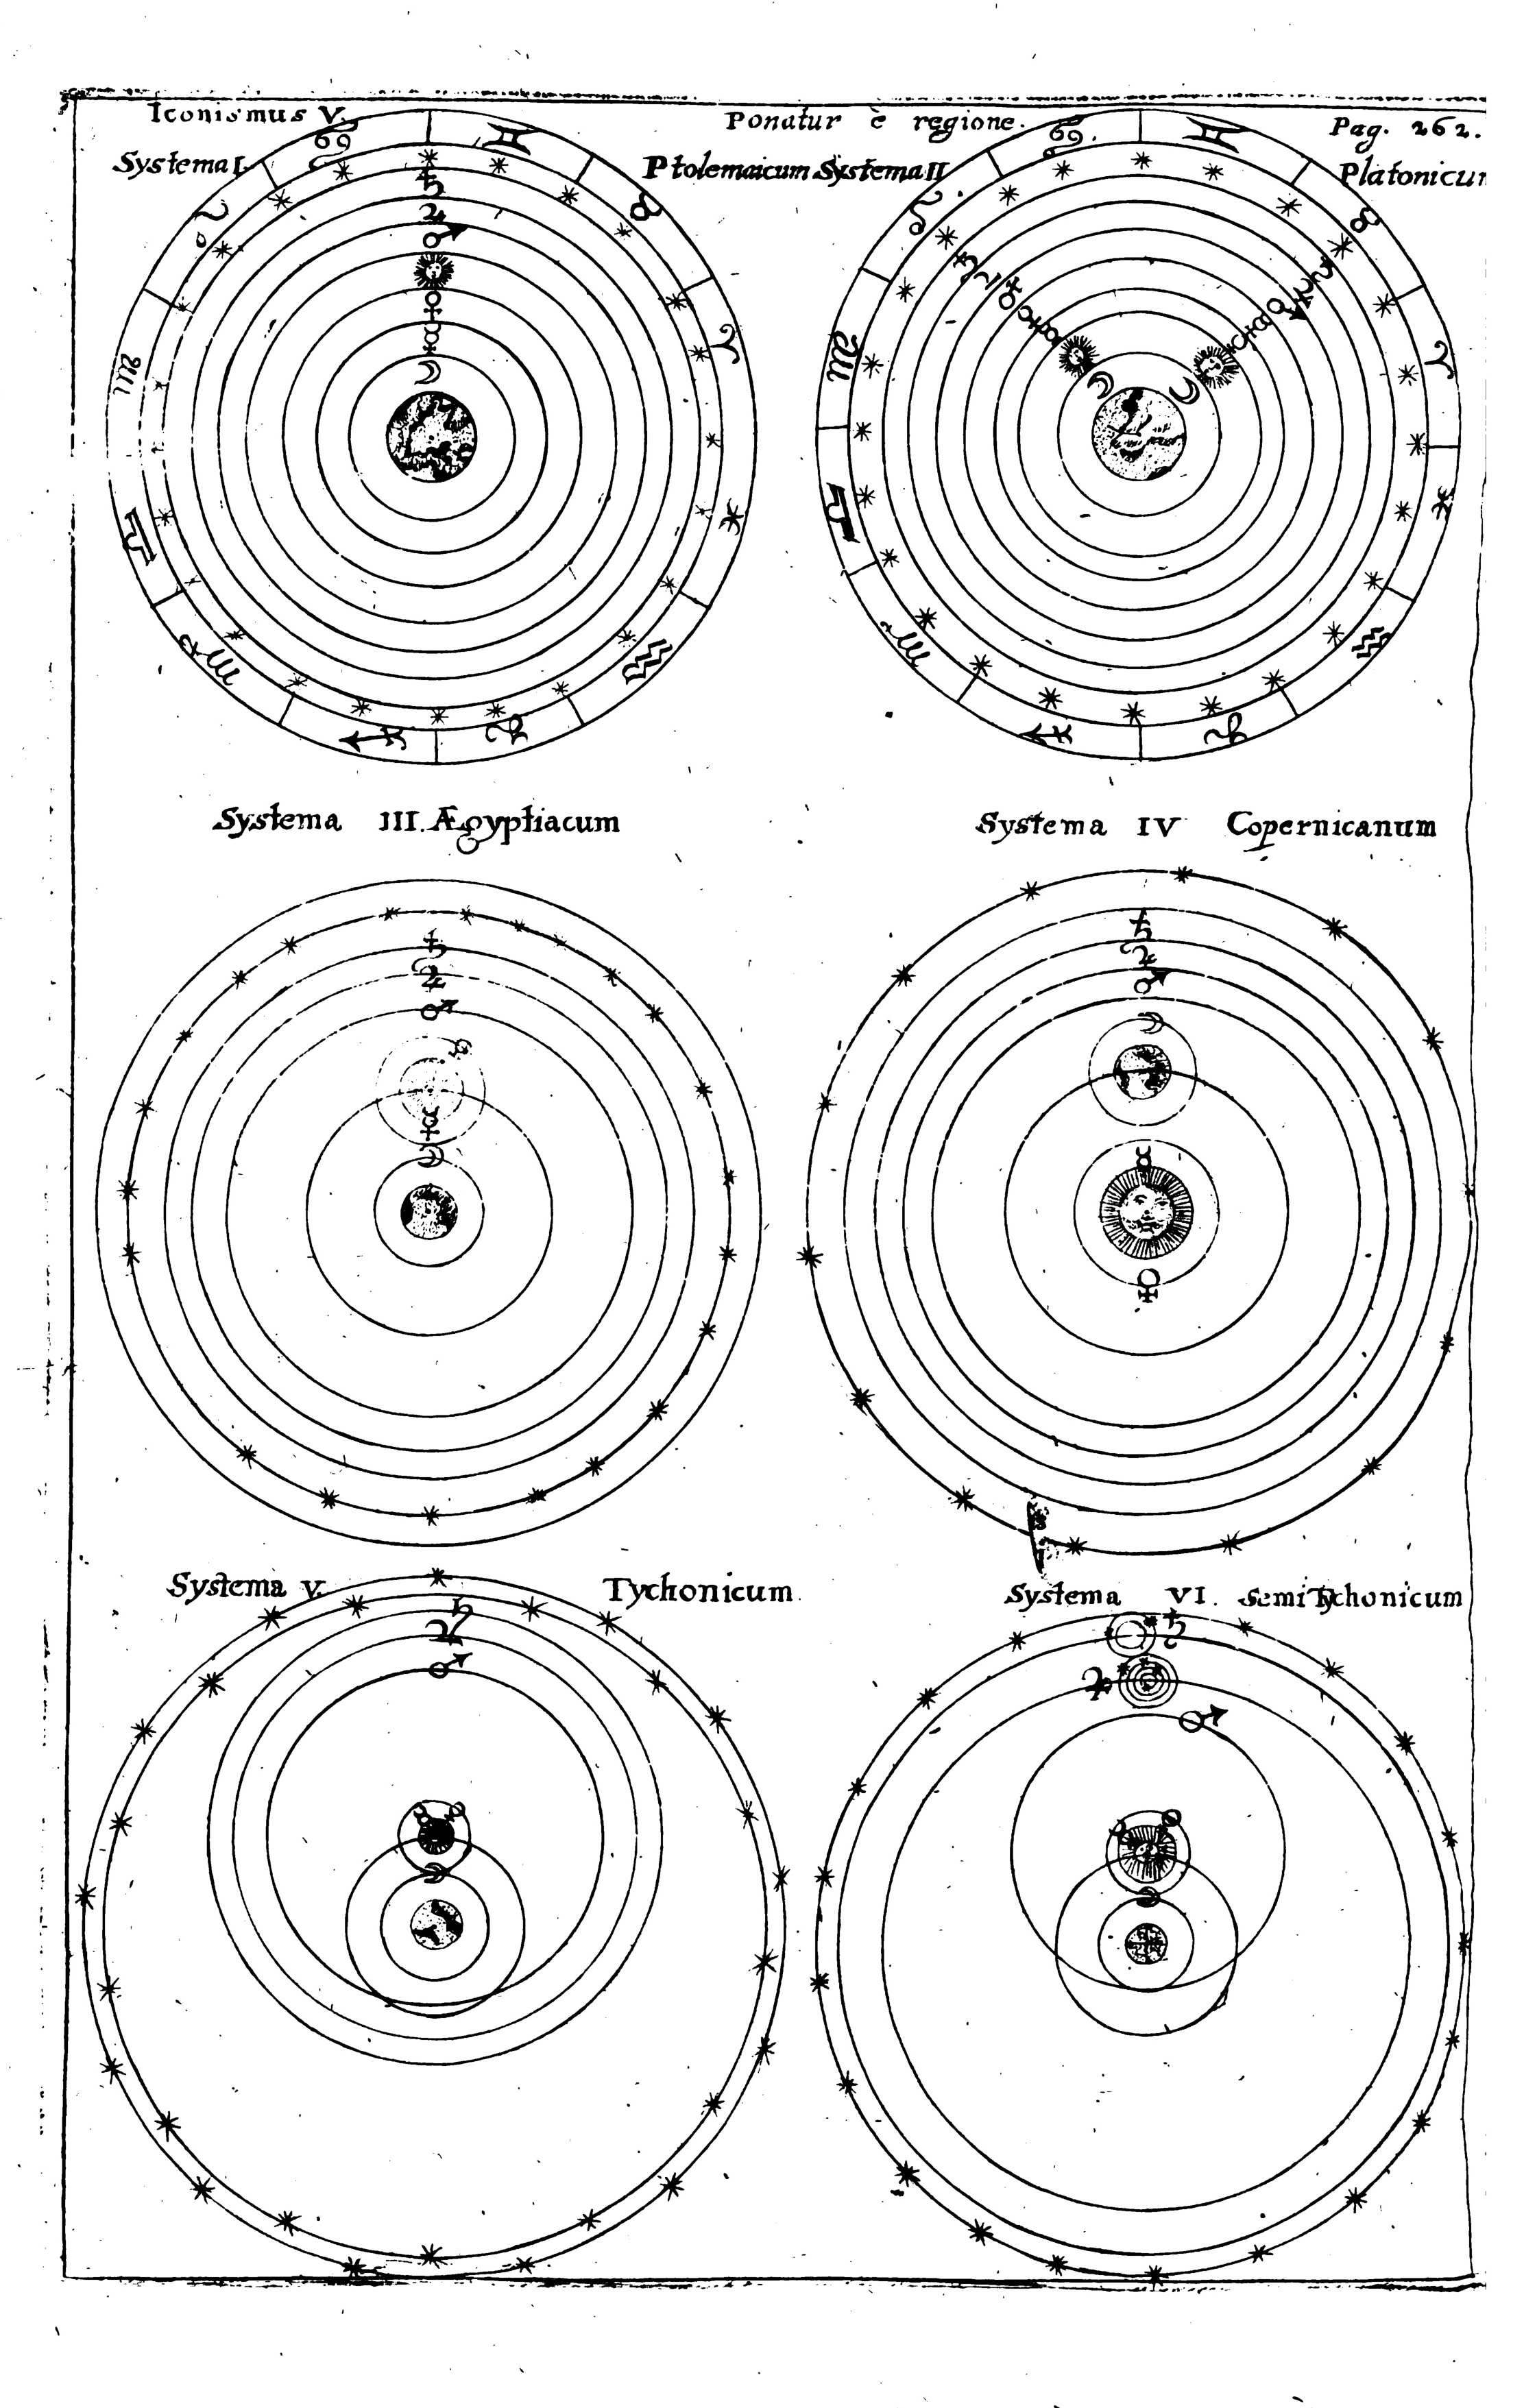 Iconismus V. Ponatur è regione. Pag. 262.
Systema I. Ptolemaicum Systema II. Platonicum
Systema III. Ægyptiacum
Systema IV Copernicanum
Systema V. Tychonicum
Systema VI. Semi Tychonicum